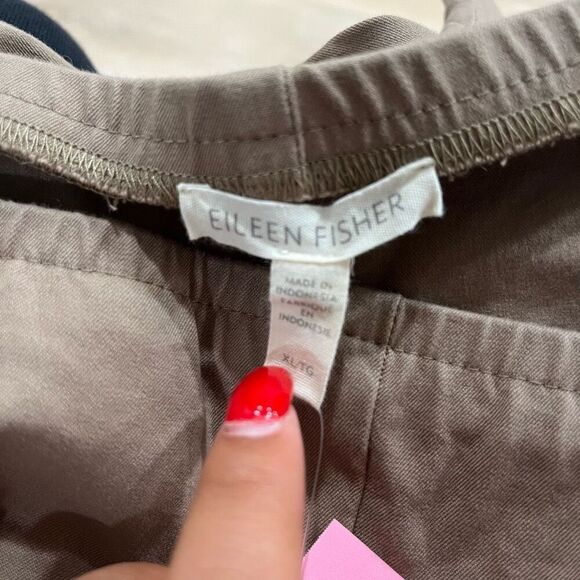 EILEEN FISHER
MADE IN
INDONESIA
FABRIQUÉ
EN
INDONÉSIE
XL/TG